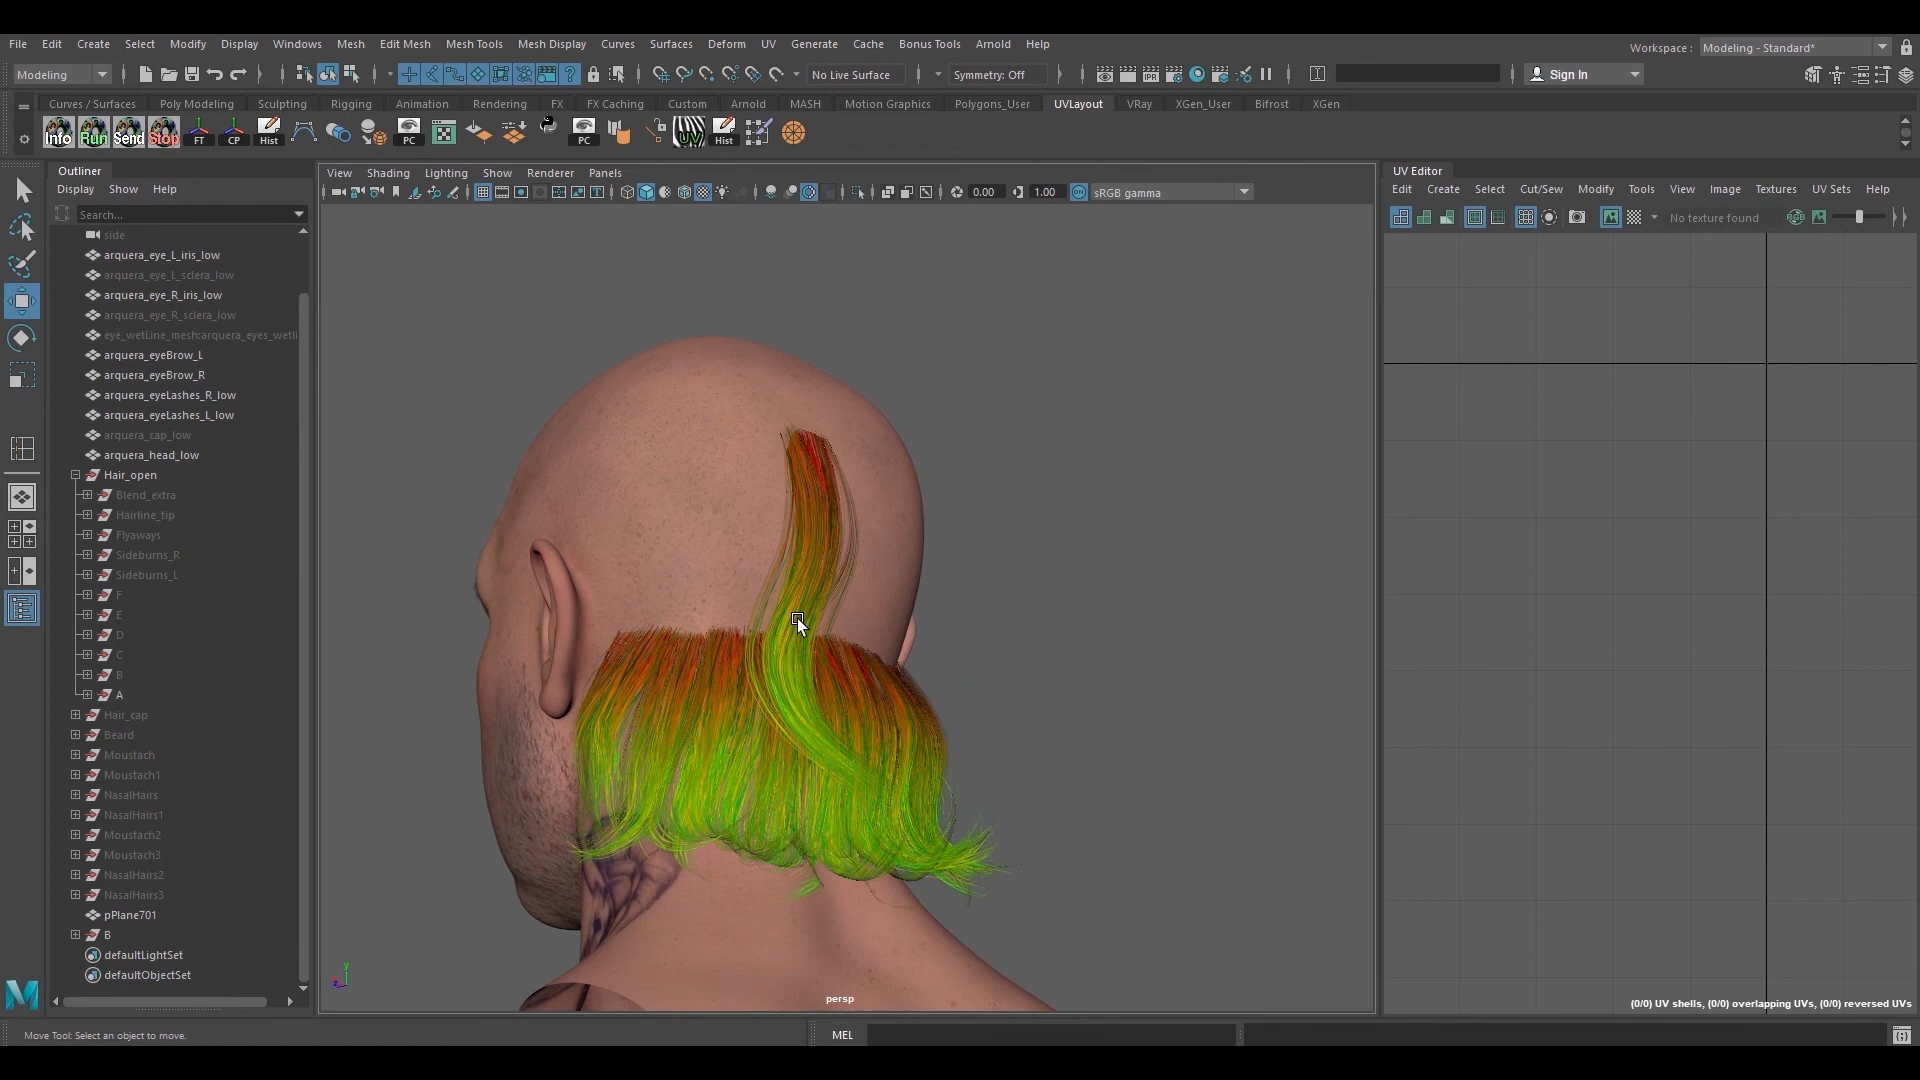 File Edit Create Select Modify Display Windows Mesh Edit Mesh Mesh Tools Mesh Display Curves Surfaces Deform UV Generate Cache Bonus Tools Arnold Help
Workspace : Modeling - Standard*
Modeling
No Live Surface
Symmetry: Off
IPR
Sign In
Curves / Surfaces Poly Modeling Sculpting Rigging Animation Rendering FX FX Caching Custom Arnold MASH Motion Graphics Polygons_User UVLayout VRay XGen_User Bifrost XGen
Info Run Send Stop FT CP Hist PC PC UV Hist
Outliner
Display Show Help
Search...
side
arquera_eye_L_iris_low
arquera_eye_L_sclera_low
arquera_eye_R_iris_low
arquera_eye_R_sclera_low
eye_wetLine_mesh:arquera_eyes_wetli
arquera_eyeBrow_L
arquera_eyeBrow_R
arquera_eyeLashes_R_low
arquera_eyeLashes_L_low
arquera_cap_low
arquera_head_low
Hair_open
Blend_extra
Hairline_tip
Flyaways
Sideburns_R
Sideburns_L
F
E
D
C
B
A
Hair_cap
Beard
Moustach
Moustach1
NasalHairs
NasalHairs1
Moustach2
Moustach3
NasalHairs2
NasalHairs3
pPlane701
B
defaultLightSet
defaultObjectSet
View Shading Lighting Show Renderer Panels
0.00 1.00 ON sRGB gamma
y
z
persp
UV Editor
Edit Create Select Cut/Sew Modify Tools View Image Textures UV Sets Help
No texture found
RGB
(0/0) UV shells, (0/0) overlapping UVs, (0/0) reversed UVs
Move Tool: Select an object to move.
MEL